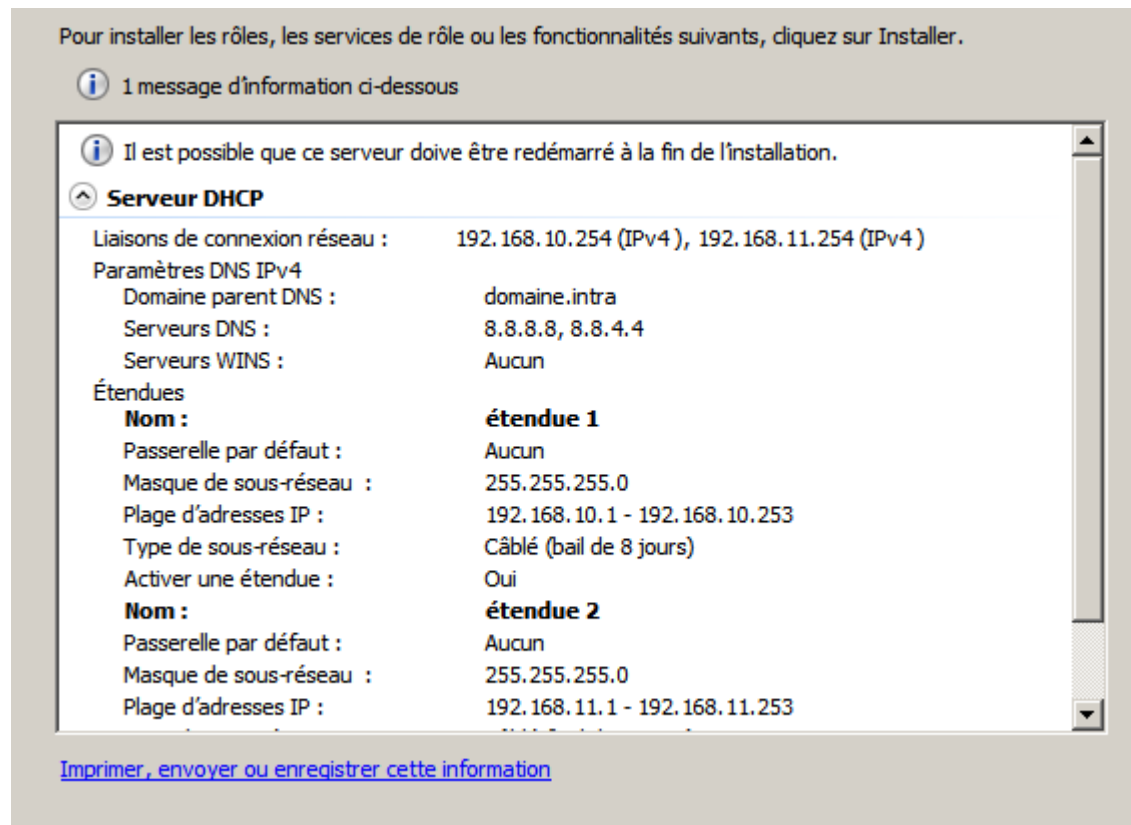 Pour installer les rôles, les services de rôle ou les fonctionnalités suivants, cliquez sur Installer.
1 message d'information ci-dessous
Il est possible que ce serveur doive être redémarré à la fin de l'installation.
Serveur DHCP
Liaisons de connexion réseau : 192.168.10.254 (IPv4), 192.168.11.254 (IPv4)
Paramètres DNS IPv4
Domaine parent DNS : domaine.intra
Serveurs DNS : 8.8.8.8, 8.8.4.4
Serveurs WINS : Aucun
Étendues
Nom : étendue 1
Passerelle par défaut : Aucun
Masque de sous-réseau : 255.255.255.0
Plage d'adresses IP : 192.168.10.1 - 192.168.10.253
Type de sous-réseau : Câblé (bail de 8 jours)
Activer une étendue : Oui
Nom : étendue 2
Passerelle par défaut : Aucun
Masque de sous-réseau : 255.255.255.0
Plage d'adresses IP : 192.168.11.1 - 192.168.11.253
Imprimer, envoyer ou enregistrer cette information